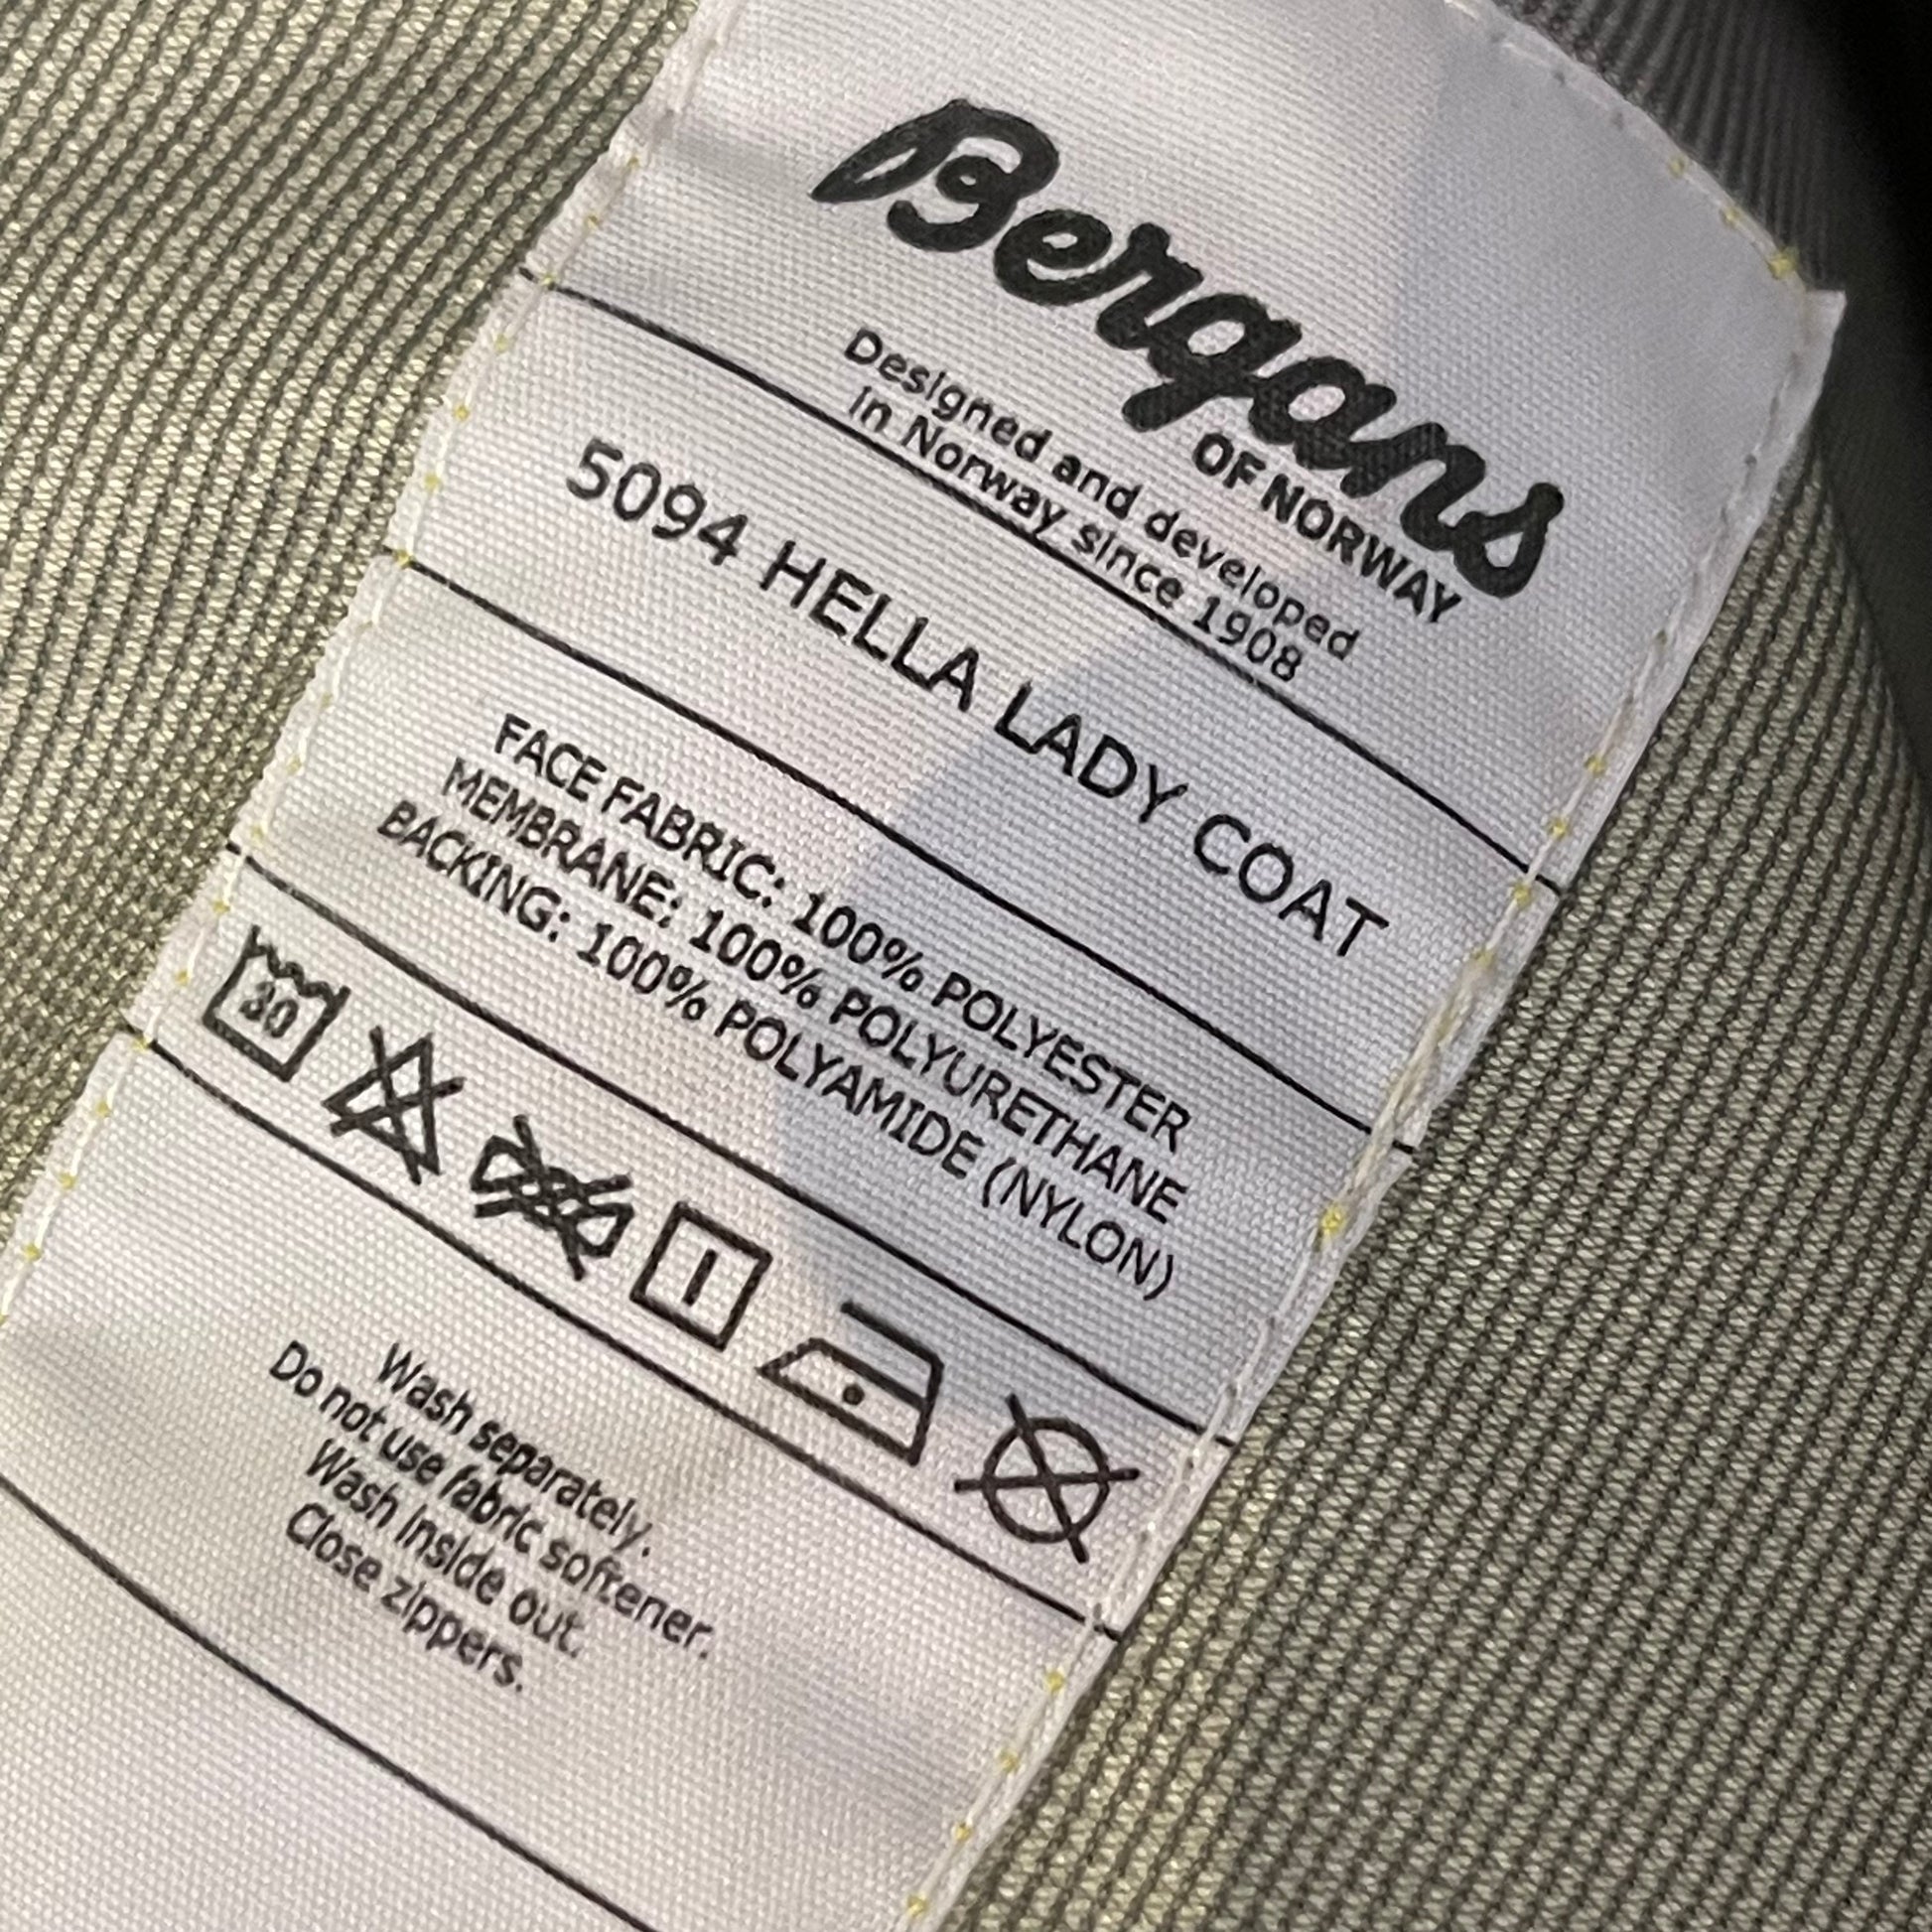 Bergans
OF NORWAY
Designed and developed
in Norway since 1908
5094 HELLA LADY COAT
FACE FABRIC: 100% POLYESTER
MEMBRANE: 100% POLYURETHANE
BACKING: 100% POLYAMIDE (NYLON)
30
Wash separately.
Do not use fabric softener.
Wash inside out.
Close zippers.